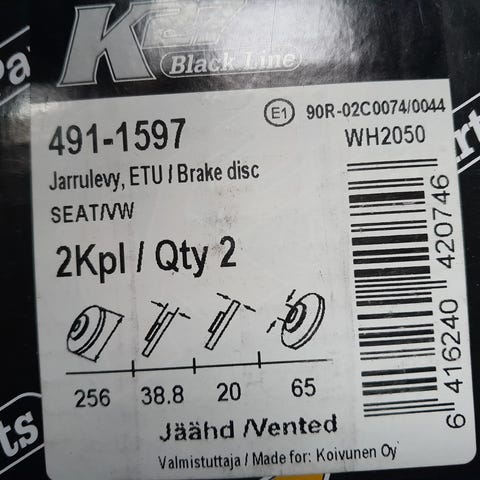 K
Black Line
491-1597
E1 90R-02C0074/0044
WH2050
Jarrulevy, ETU / Brake disc
SEAT/VW
2Kpl / Qty 2
256 38.8 20 65
Jäähd /Vented
Valmistuttaja / Made for: Koivunen Oy
6 416240 420746